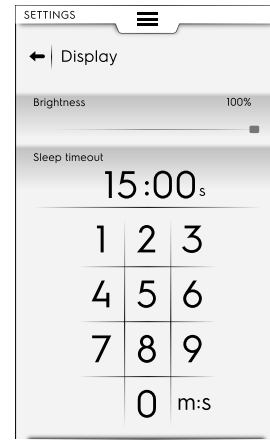 SETTINGS
Display
Brightness 100%
Sleep timeout
15:00s
1 2 3
4 5 6
7 8 9
0 m:s